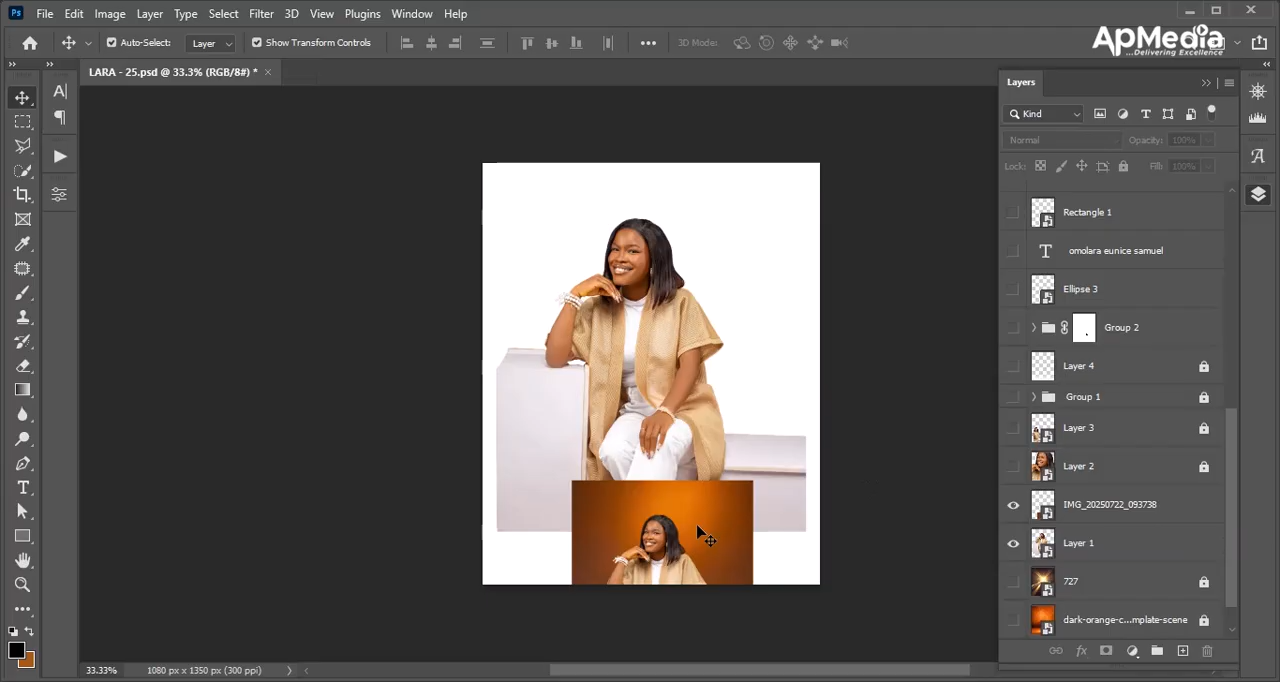 Ps File Edit Image Layer Type Select Filter 3D View Plugins Window Help
Auto-Select: Layer Show Transform Controls 3D Mode:
ApMedia
...Delivering Excellence
LARA - 25.psd @ 33.3% (RGB/8#) *
Layers
Kind
Normal Opacity: 100%
Lock: Fill: 100%
Rectangle 1
omolara eunice samuel
Ellipse 3
Group 2
Layer 4
Group 1
Layer 3
Layer 2
IMG_20250722_093738
Layer 1
727
dark-orange-c...mplate-scene
33.33% 1080 px x 1350 px (300 ppi)